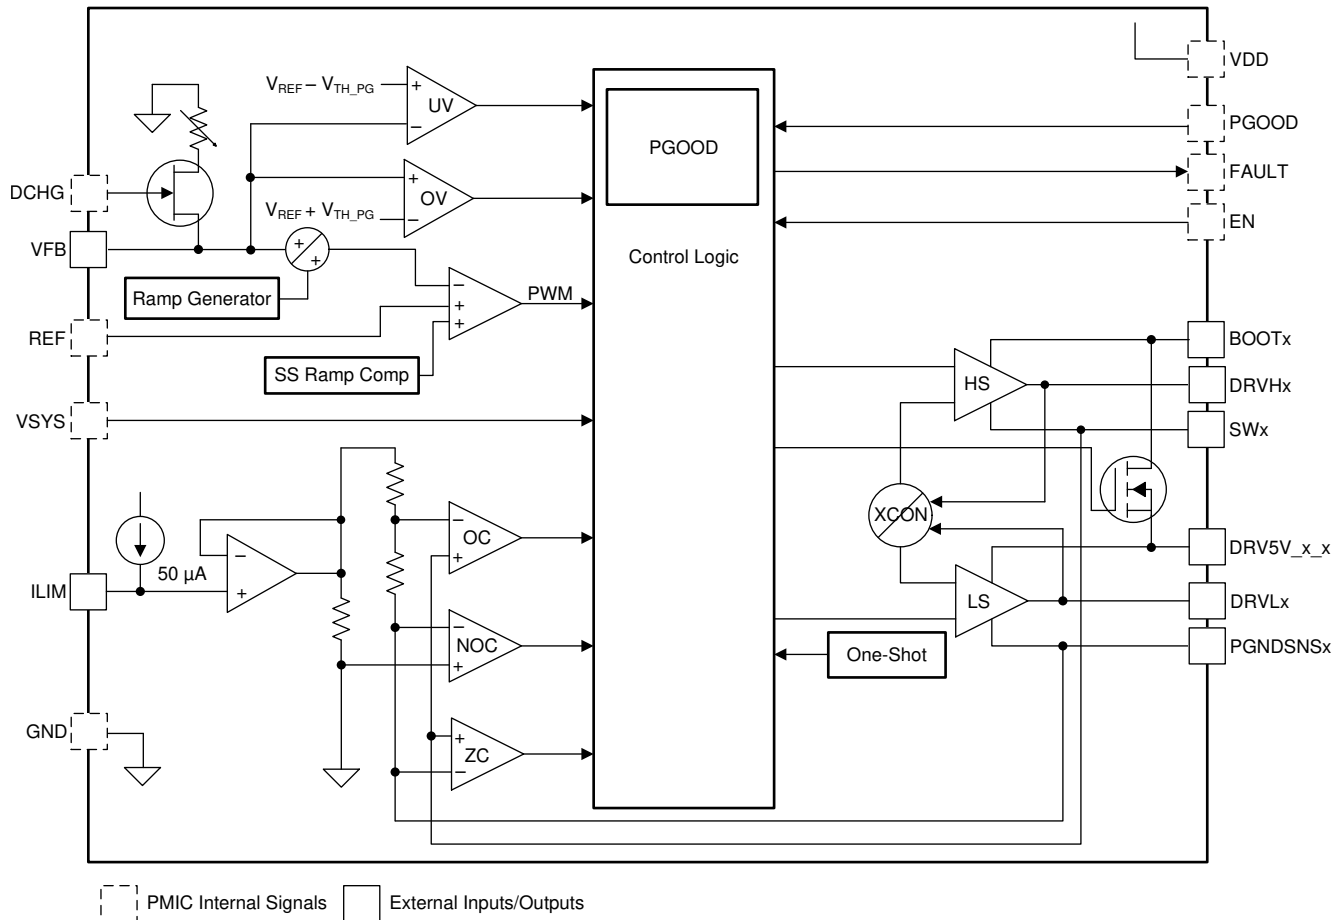 VDD
V_REF – V_TH_PG
+
UV
–
PGOOD
PGOOD
FAULT
DCHG
+
OV
V_REF + V_TH_PG
–
EN
VFB
+
+
Control Logic
Ramp Generator
–
PWM
+
+
REF
BOOTx
SS Ramp Comp
HS
DRVHx
VSYS
SWx
XCON
–
OC
+
–
50 µA
+
DRV5V_x_x
ILIM
LS
DRVLx
–
NOC
+
One-Shot
PGNDSNSx
GND
+
ZC
–
PMIC Internal Signals
External Inputs/Outputs